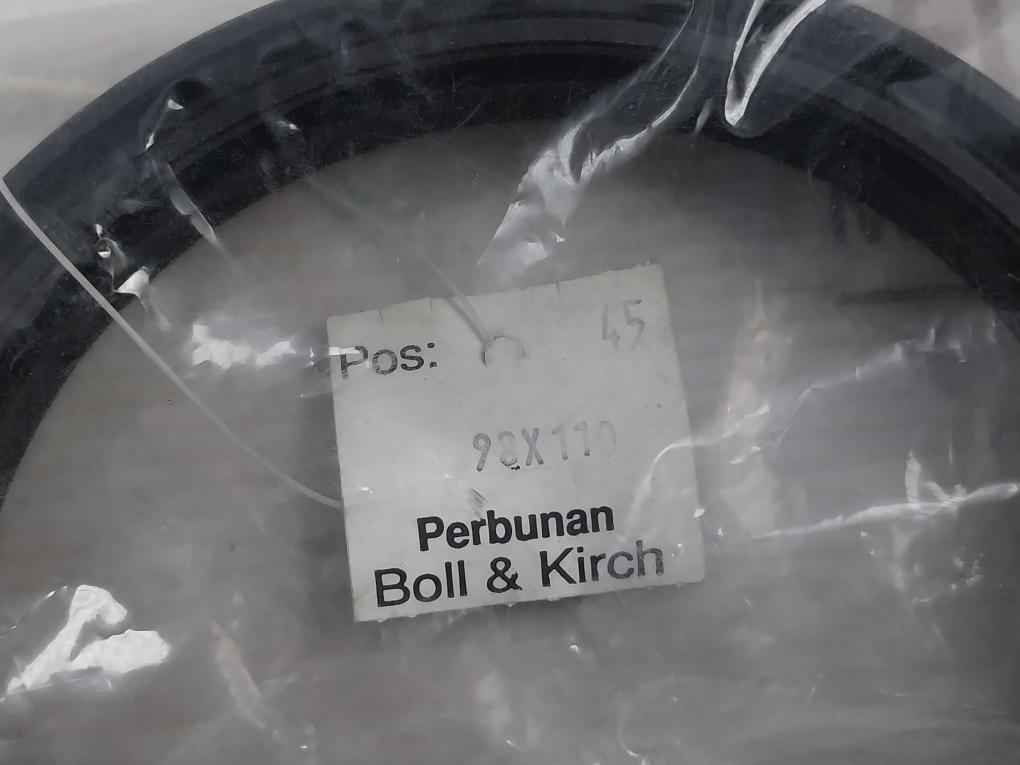 Pos: 45
98X110
Perbunan
Boll & Kirch